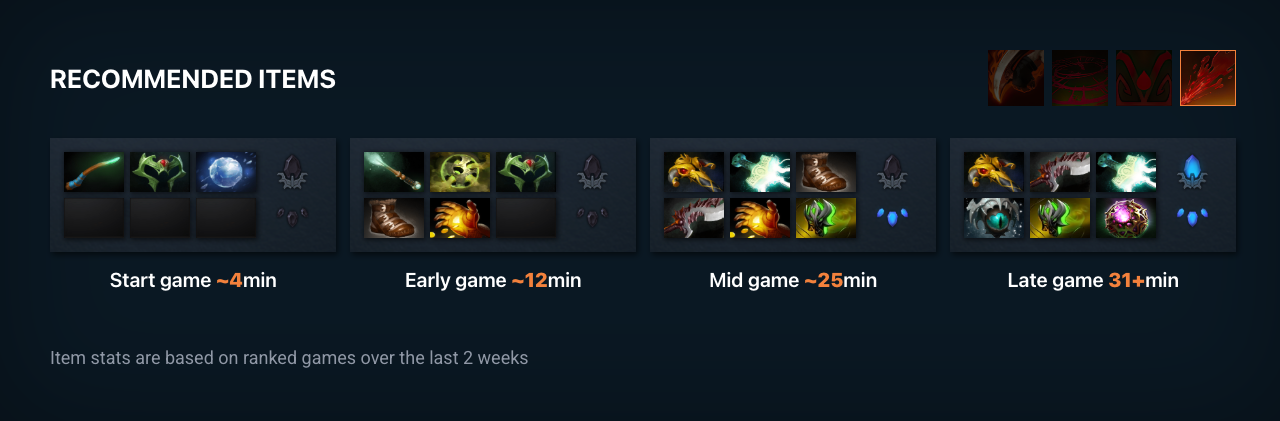 RECOMMENDED ITEMS
Start game ~4min
Early game ~12min
Mid game ~25min
Late game 31+min
Item stats are based on ranked games over the last 2 weeks